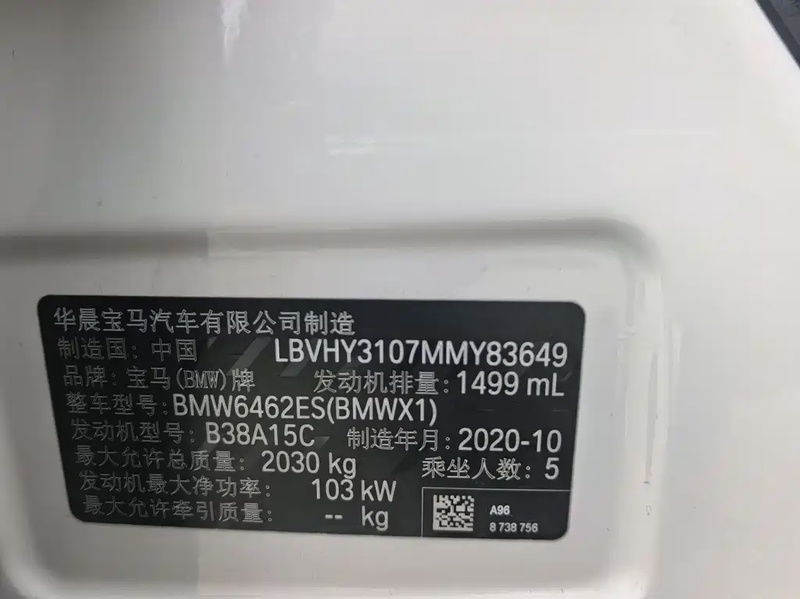 华晨宝马汽车有限公司制造
制造国: 中国 LBVHY3107MMY83649
品牌: 宝马(BMW)牌 发动机排量: 1499 mL
整车型号: BMW6462ES(BMWX1)
发动机型号: B38A15C 制造年月: 2020-10
最大允许总质量: 2030 kg 乘坐人数: 5
发动机最大净功率: 103 kW
最大允许牵引质量: -- kg
A96
8 738 756